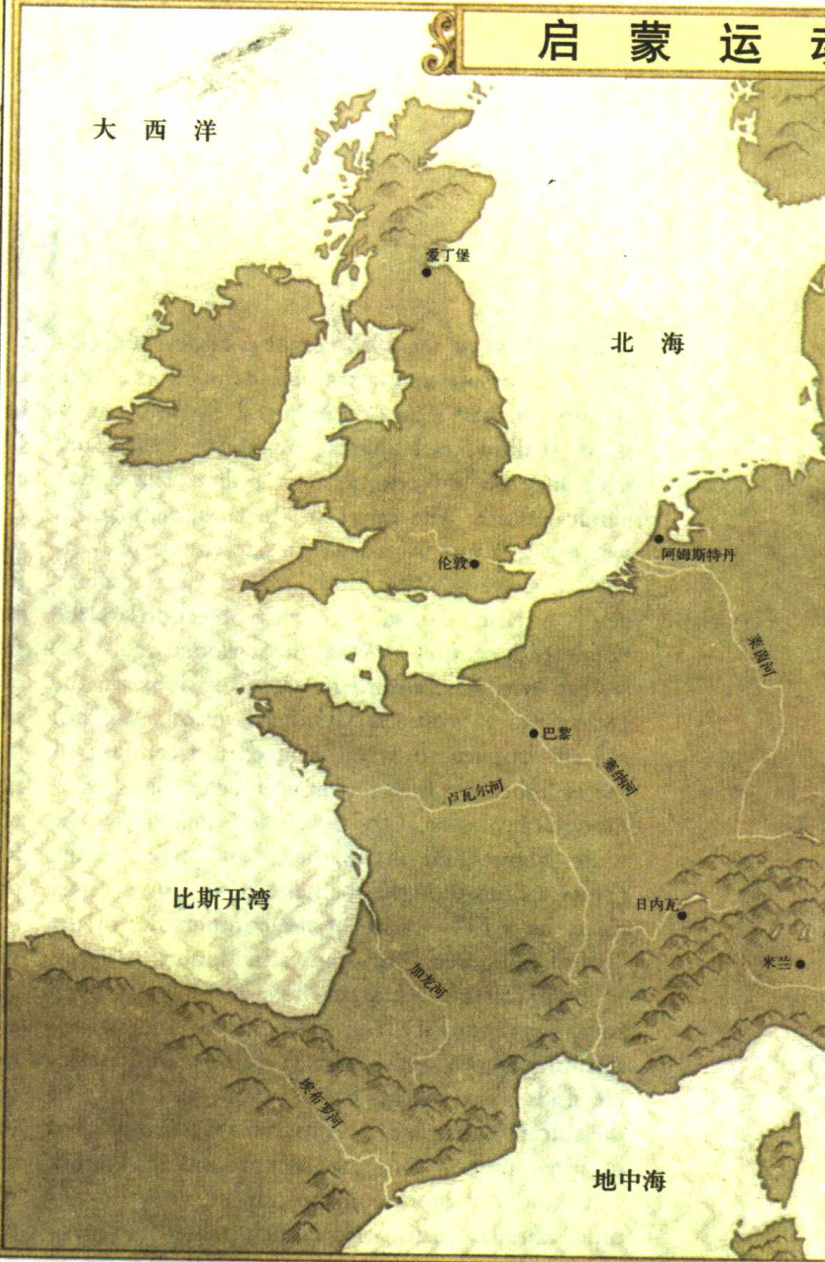 启蒙运
大西洋
爱丁堡
北海
阿姆斯特丹
伦敦
莱茵河
巴黎
塞纳河
卢瓦尔河
比斯开湾
日内瓦
米兰
加龙河
埃布罗河
地中海